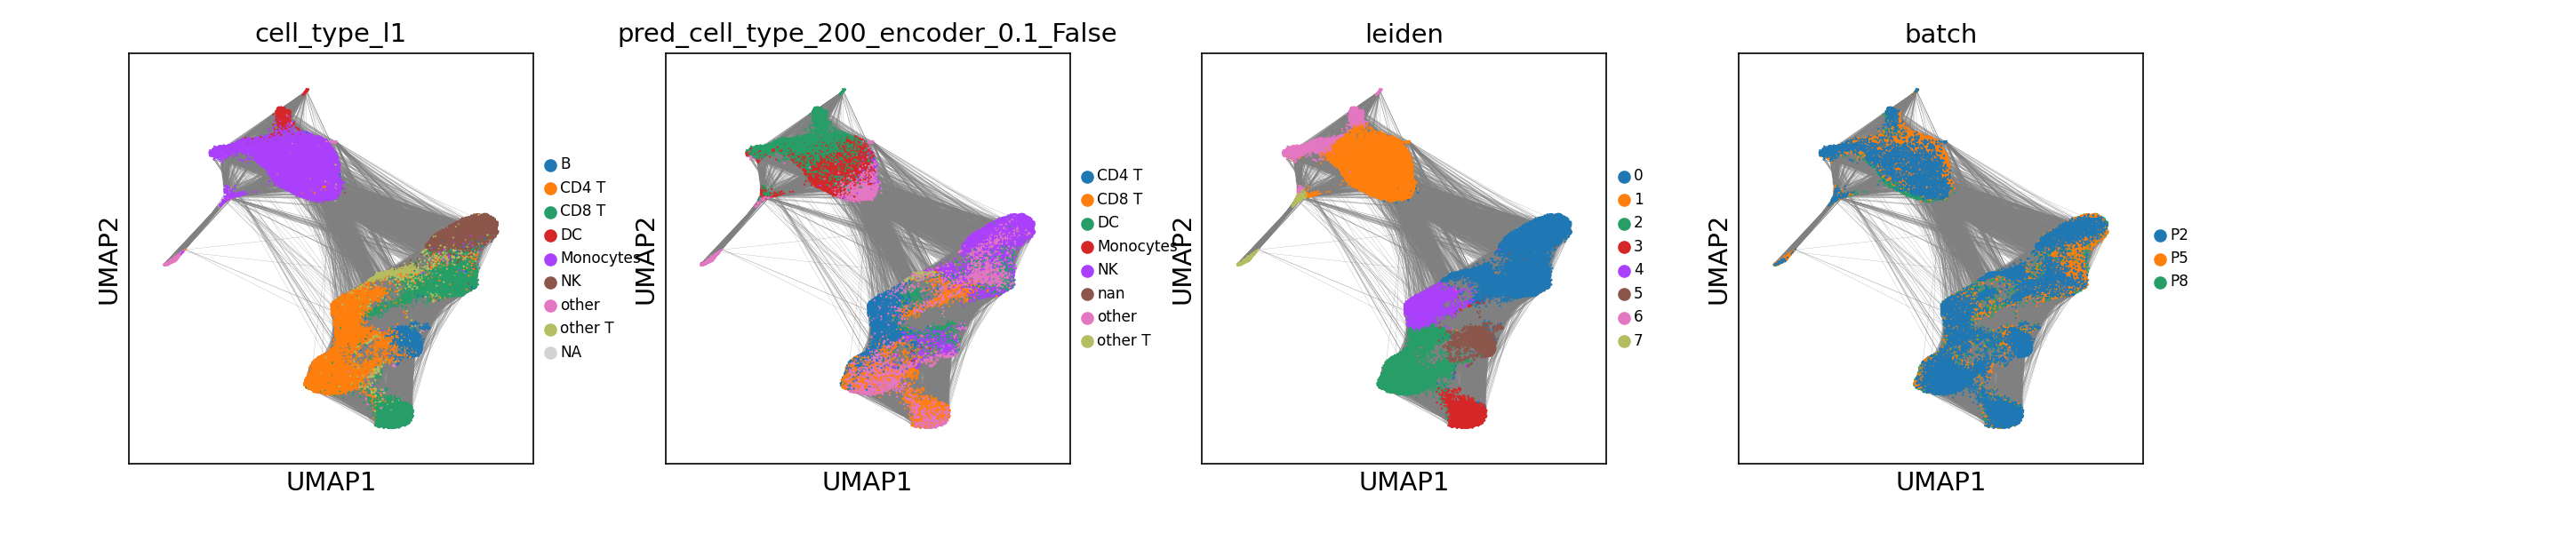 cell_type_l1
UMAP2
UMAP1
B
CD4 T
CD8 T
DC
Monocytes
NK
other
other T
NA
pred_cell_type_200_encoder_0.1_False
UMAP2
UMAP1
CD4 T
CD8 T
DC
Monocytes
NK
nan
other
other T
leiden
UMAP2
UMAP1
0
1
2
3
4
5
6
7
batch
UMAP2
UMAP1
P2
P5
P8